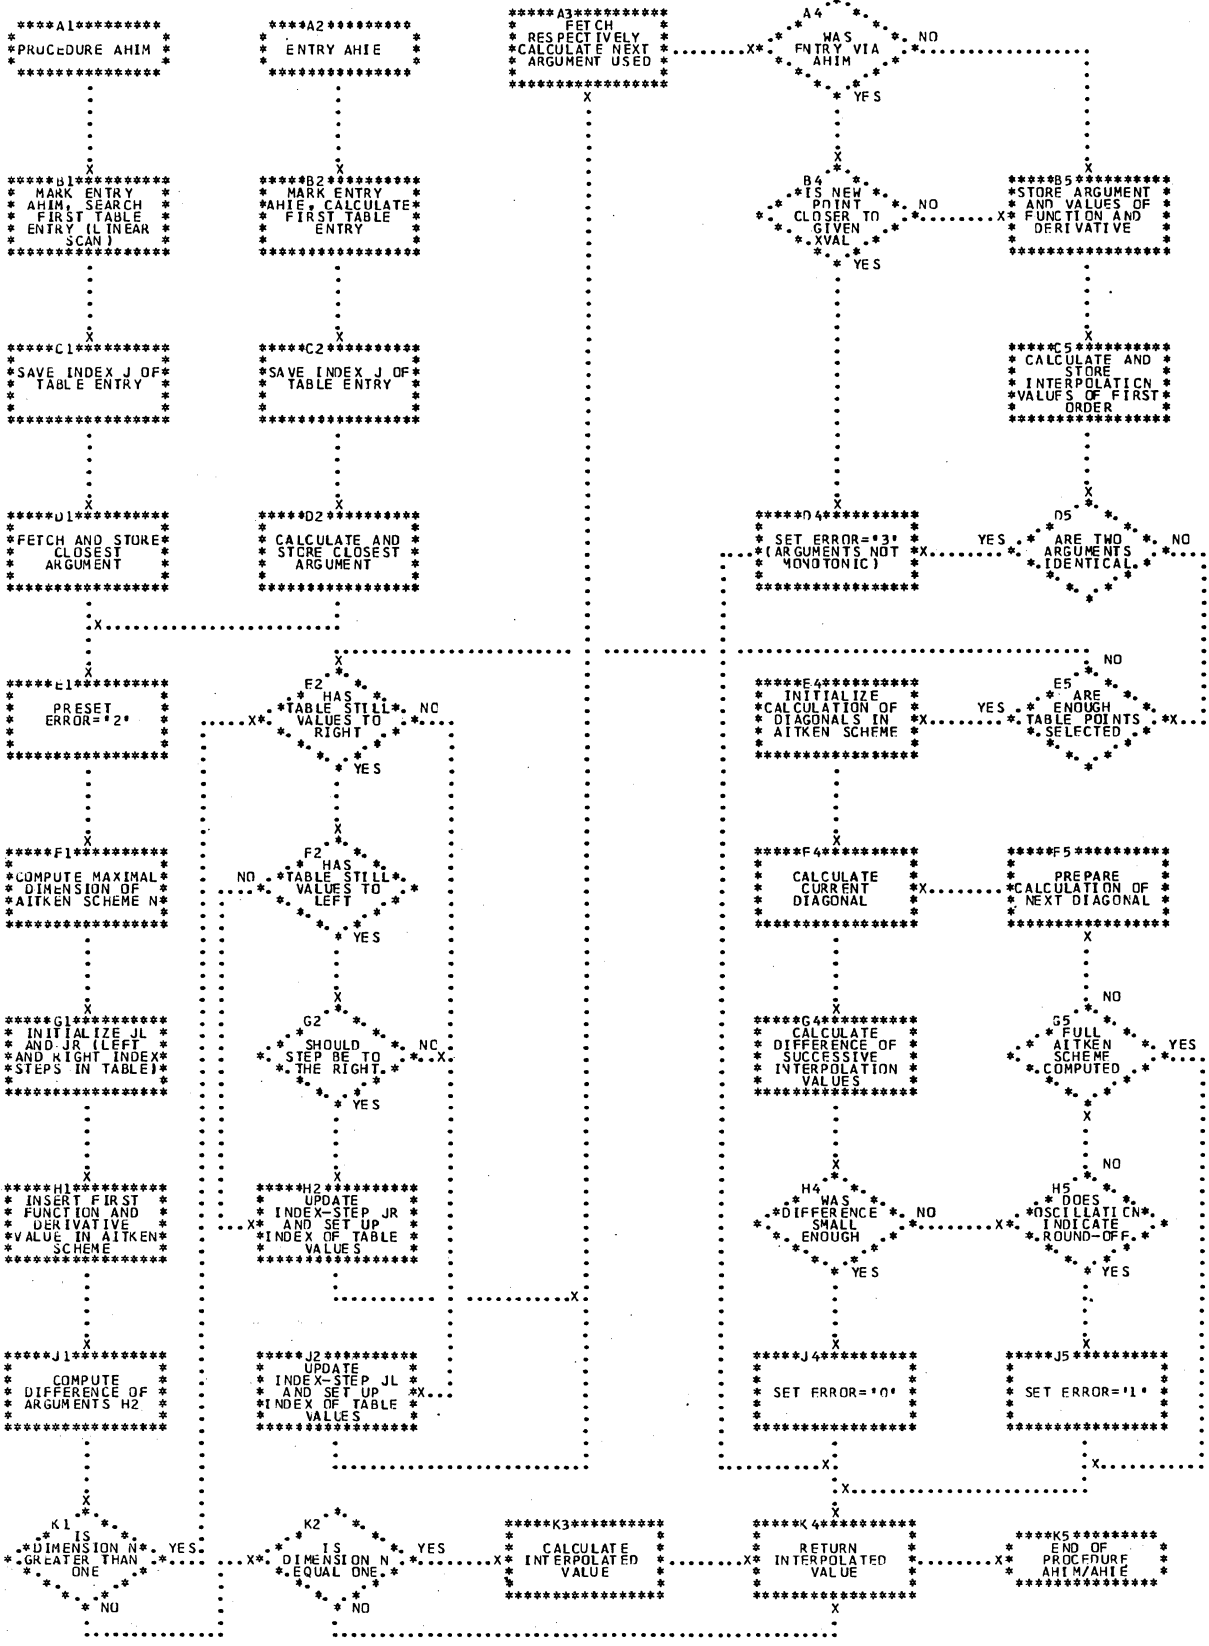 A1
PROCEDURE AHIM
A2
ENTRY AHIE
A3
FETCH
RESPECTIVELY
CALCULATE NEXT
ARGUMENT USED
A4
WAS
ENTRY VIA
AHIM
NO
YES
B1
MARK ENTRY
AHIM, SEARCH
FIRST TABLE
ENTRY (LINEAR
SCAN)
B2
MARK ENTRY
AHIE, CALCULATE
FIRST TABLE
ENTRY
B4
IS NEW
POINT
CLOSER TO
GIVEN
XVAL
NO
YES
B5
STORE ARGUMENT
AND VALUES OF
FUNCTION AND
DERIVATIVE
C1
SAVE INDEX J OF
TABLE ENTRY
C2
SAVE INDEX J OF
TABLE ENTRY
C5
CALCULATE AND
STORE
INTERPOLATICN
VALUES OF FIRST
ORDER
D1
FETCH AND STORE
CLOSEST
ARGUMENT
D2
CALCULATE AND
STORE CLOSEST
ARGUMENT
D4
SET ERROR='3'
(ARGUMENTS NOT
MONOTONIC)
D5
ARE TWO
ARGUMENTS
IDENTICAL
YES
NO
E1
PRESET
ERROR='2'
E2
HAS
TABLE STILL
VALUES TO
RIGHT
NO
YES
E4
INITIALIZE
CALCULATION OF
DIAGONALS IN
AITKEN SCHEME
E5
ARE
ENOUGH
TABLE POINTS
SELECTED
YES
NO
F1
COMPUTE MAXIMAL
DIMENSION OF
AITKEN SCHEME N
F2
HAS
TABLE STILL
VALUES TO
LEFT
NO
YES
F4
CALCULATE
CURRENT
DIAGONAL
F5
PREPARE
CALCULATION OF
NEXT DIAGONAL
G1
INITIALIZE JL
AND JR (LEFT
AND RIGHT INDEX
STEPS IN TABLE)
G2
SHOULD
STEP BE TO
THE RIGHT
NC
YES
G4
CALCULATE
DIFFERENCE OF
SUCCESSIVE
INTERPOLATION
VALUES
G5
FULL
AITKEN
SCHEME
COMPUTED
NO
YES
H1
INSERT FIRST
FUNCTION AND
DERIVATIVE
VALUE IN AITKEN
SCHEME
H2
UPDATE
INDEX-STEP JR
AND SET UP
INDEX OF TABLE
VALUES
H4
WAS
DIFFERENCE
SMALL
ENOUGH
NO
YES
H5
DOES
OSCILLATICN
INDICATE
ROUND-OFF
NO
YES
J1
COMPUTE
DIFFERENCE OF
ARGUMENTS H2
J2
UPDATE
INDEX-STEP JL
AND SET UP
INDEX OF TABLE
VALUES
J4
SET ERROR='0'
J5
SET ERROR='1'
K1
IS
DIMENSION N
GREATER THAN
ONE
YES
NO
K2
IS
DIMENSION N
EQUAL ONE
YES
NO
K3
CALCULATE
INTERPOLATED
VALUE
K4
RETURN
INTERPOLATED
VALUE
K5
END OF
PROCEDURE
AHIM/AHIE